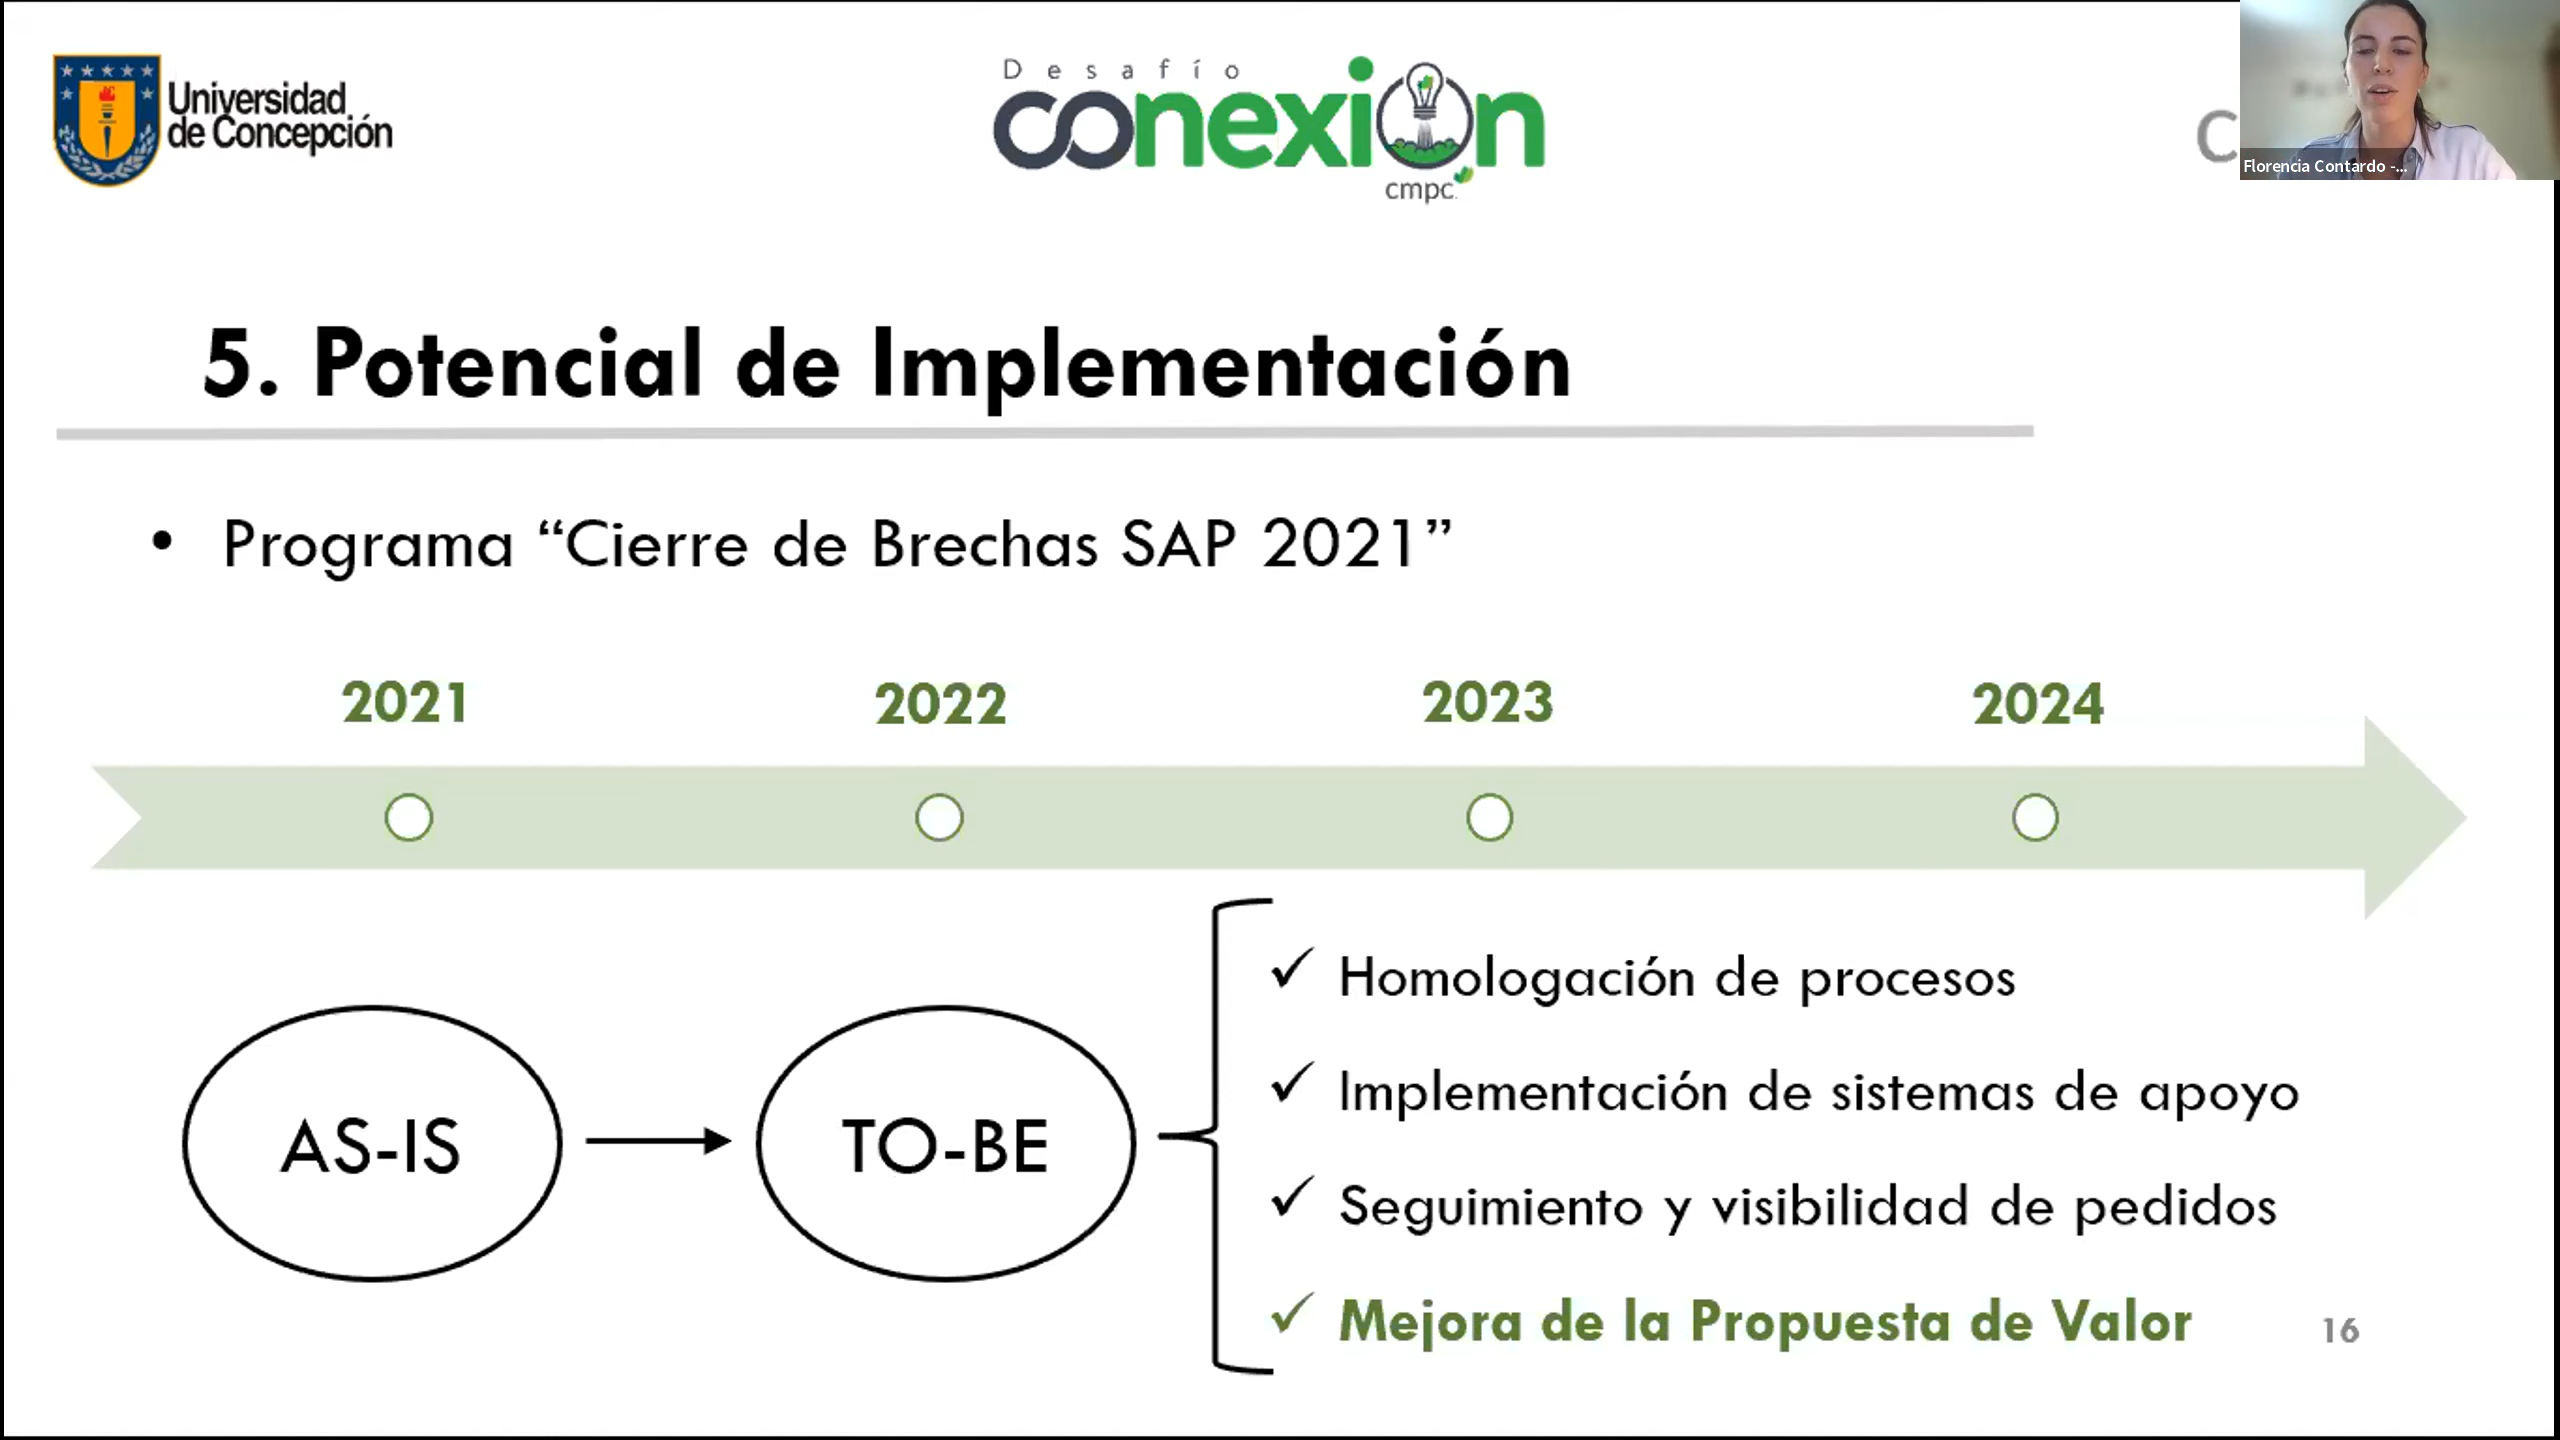 Universidad
de Concepción
Desafío
conexión
cmpc
C
Florencia Contardo -...
5. Potencial de Implementación
• Programa “Cierre de Brechas SAP 2021”
2021
2022
2023
2024
AS-IS
TO-BE
✓ Homologación de procesos
✓ Implementación de sistemas de apoyo
✓ Seguimiento y visibilidad de pedidos
✓ Mejora de la Propuesta de Valor
16